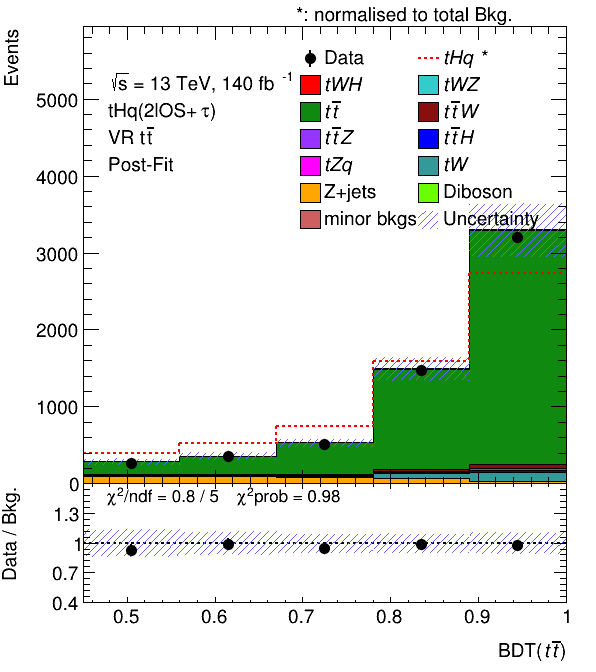 *: normalised to total Bkg.
Events
Data
tHq *
√s = 13 TeV, 140 fb -1
tWH
tWZ
tHq(2lOS+ τ)
tt̄
tt̄W
VR tt̄
tt̄Z
tt̄H
Post-Fit
tZq
tW
Z+jets
Diboson
minor bkgs
Uncertainty
5000
4000
3000
2000
1000
0
χ²/ndf = 0.8 / 5 χ²prob = 0.98
Data / Bkg.
1.3
1
0.7
0.4
0.5 0.6 0.7 0.8 0.9 1
BDT(tt̄)